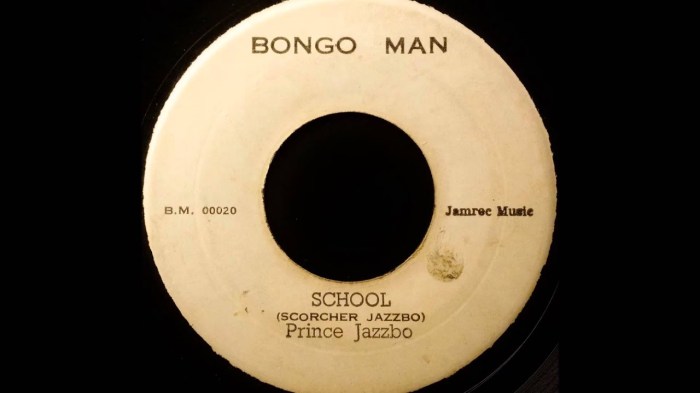 BONGO MAN
B.M. 00020
Jamrec Music
SCHOOL
(SCORCHER JAZZBO)
Prince Jazzbo